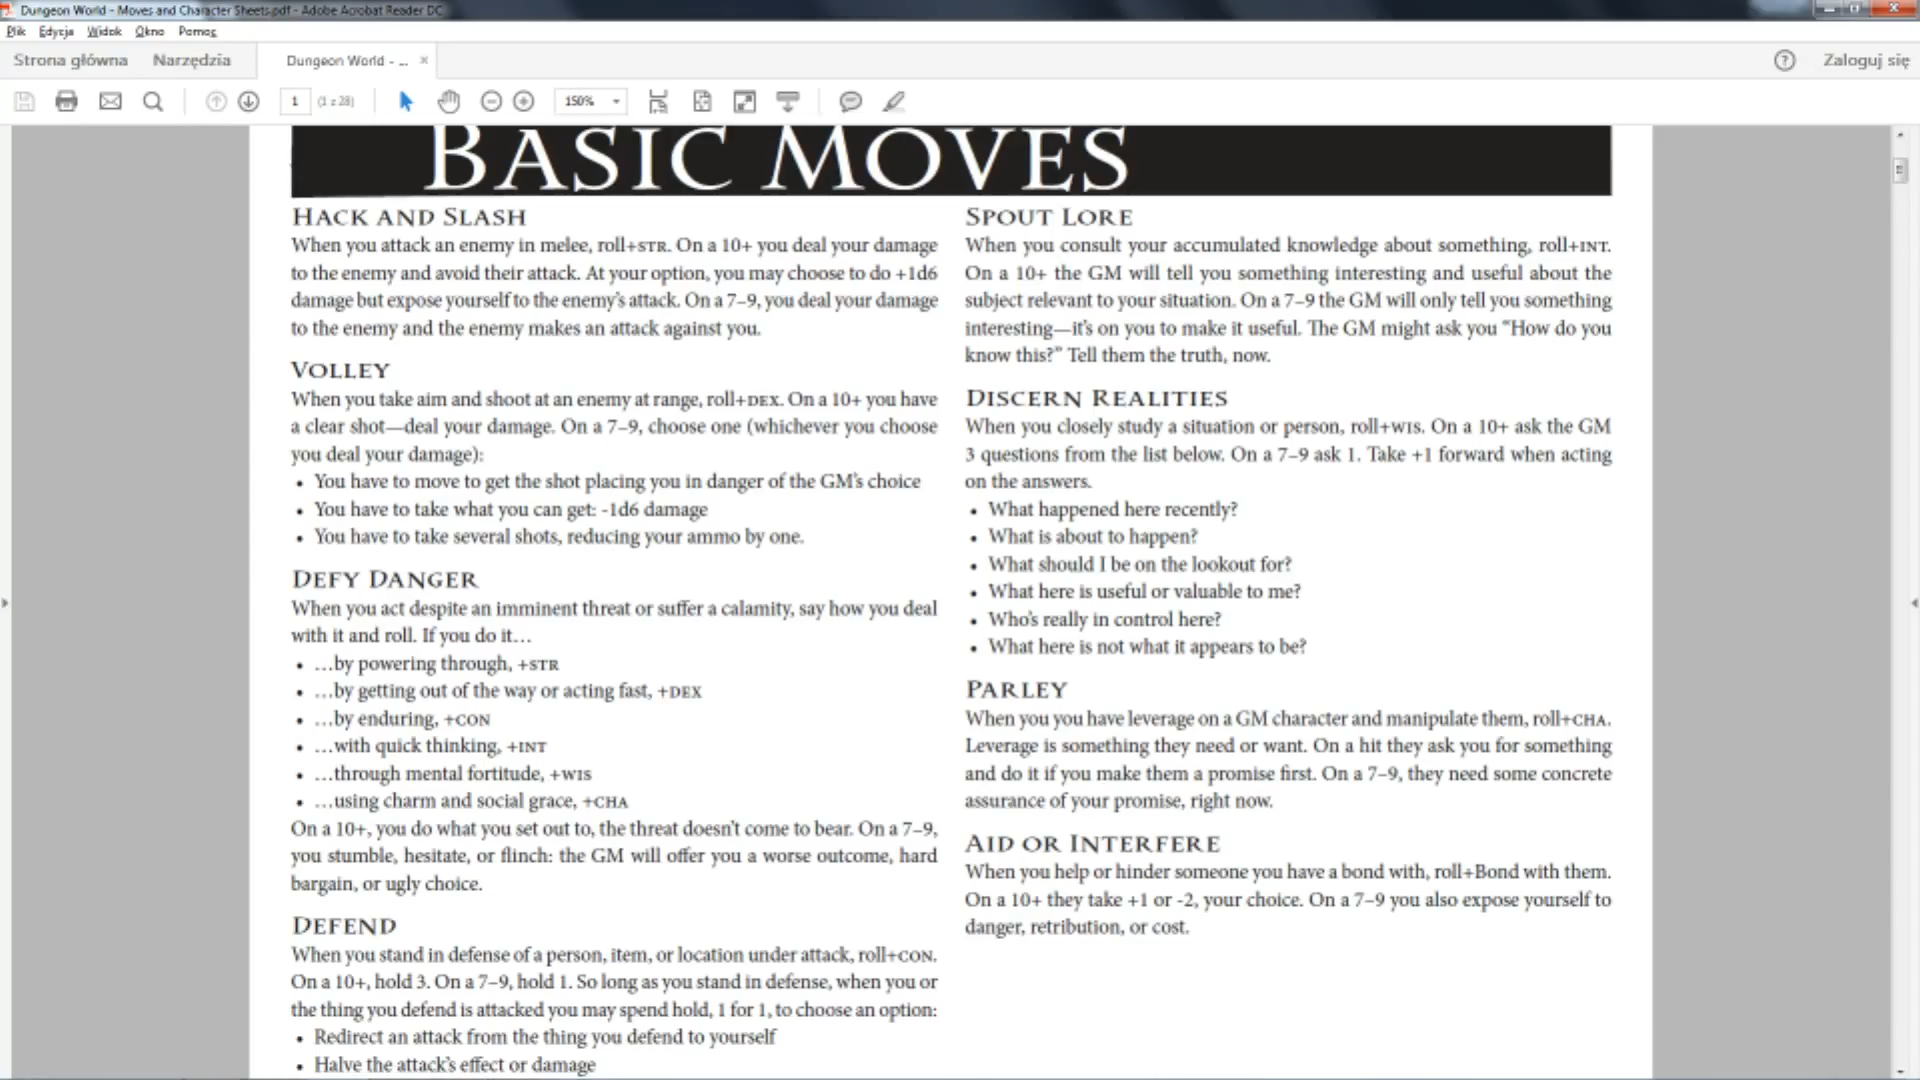 Dungeon World - Moves and Character Sheets.pdf - Adobe Acrobat Reader DC
Plik Edycja Widok Okno Pomoc
Strona główna Narzędzia Dungeon World - ... × Zaloguj się
1 (1 z 28) 150%
BASIC MOVES
HACK AND SLASH
When you attack an enemy in melee, roll+STR. On a 10+ you deal your damage
to the enemy and avoid their attack. At your option, you may choose to do +1d6
damage but expose yourself to the enemy's attack. On a 7–9, you deal your damage
to the enemy and the enemy makes an attack against you.
VOLLEY
When you take aim and shoot at an enemy at range, roll+DEX. On a 10+ you have
a clear shot—deal your damage. On a 7–9, choose one (whichever you choose
you deal your damage):
• You have to move to get the shot placing you in danger of the GM's choice
• You have to take what you can get: -1d6 damage
• You have to take several shots, reducing your ammo by one.
DEFY DANGER
When you act despite an imminent threat or suffer a calamity, say how you deal
with it and roll. If you do it…
• …by powering through, +STR
• …by getting out of the way or acting fast, +DEX
• …by enduring, +CON
• …with quick thinking, +INT
• …through mental fortitude, +WIS
• …using charm and social grace, +CHA
On a 10+, you do what you set out to, the threat doesn't come to bear. On a 7–9,
you stumble, hesitate, or flinch: the GM will offer you a worse outcome, hard
bargain, or ugly choice.
DEFEND
When you stand in defense of a person, item, or location under attack, roll+CON.
On a 10+, hold 3. On a 7–9, hold 1. So long as you stand in defense, when you or
the thing you defend is attacked you may spend hold, 1 for 1, to choose an option:
• Redirect an attack from the thing you defend to yourself
• Halve the attack's effect or damage
SPOUT LORE
When you consult your accumulated knowledge about something, roll+INT.
On a 10+ the GM will tell you something interesting and useful about the
subject relevant to your situation. On a 7–9 the GM will only tell you something
interesting—it's on you to make it useful. The GM might ask you “How do you
know this?” Tell them the truth, now.
DISCERN REALITIES
When you closely study a situation or person, roll+WIS. On a 10+ ask the GM
3 questions from the list below. On a 7–9 ask 1. Take +1 forward when acting
on the answers.
• What happened here recently?
• What is about to happen?
• What should I be on the lookout for?
• What here is useful or valuable to me?
• Who's really in control here?
• What here is not what it appears to be?
PARLEY
When you you have leverage on a GM character and manipulate them, roll+CHA.
Leverage is something they need or want. On a hit they ask you for something
and do it if you make them a promise first. On a 7–9, they need some concrete
assurance of your promise, right now.
AID OR INTERFERE
When you help or hinder someone you have a bond with, roll+Bond with them.
On a 10+ they take +1 or -2, your choice. On a 7–9 you also expose yourself to
danger, retribution, or cost.